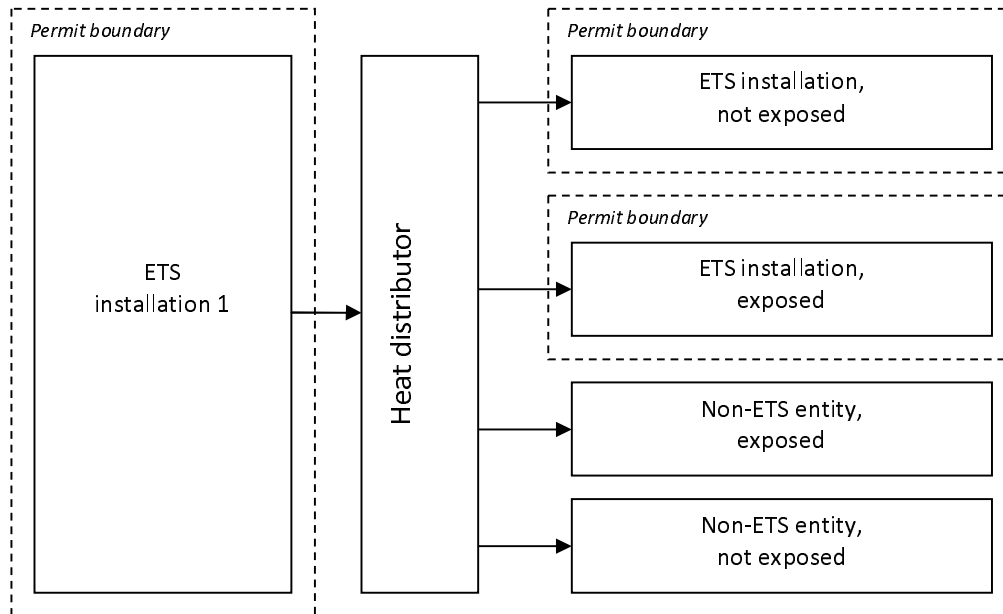 Permit boundary
ETS
installation 1
Heat distributor
Permit boundary
ETS installation,
not exposed
Permit boundary
ETS installation,
exposed
Non-ETS entity,
exposed
Non-ETS entity,
not exposed